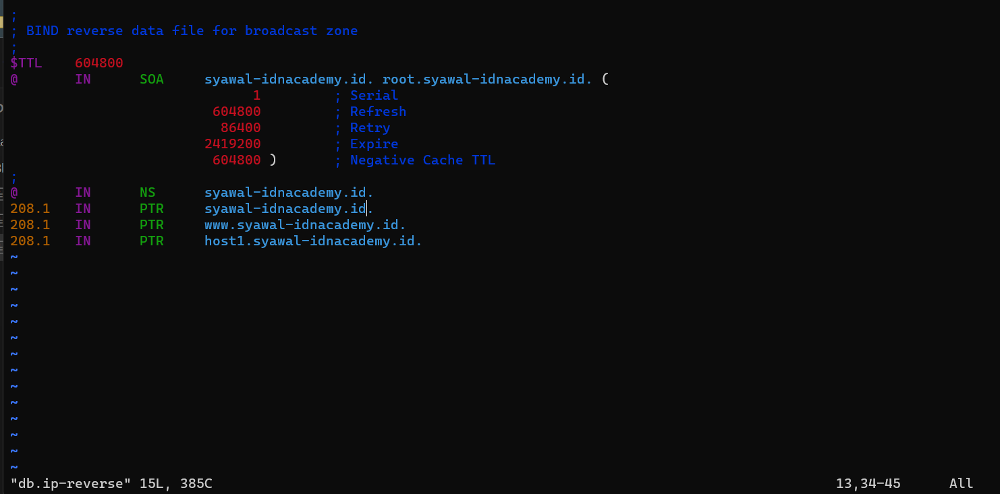 ;
; BIND reverse data file for broadcast zone
;
$TTL 604800
@ IN SOA syawal-idnacademy.id. root.syawal-idnacademy.id. (
1 ; Serial
604800 ; Refresh
86400 ; Retry
2419200 ; Expire
604800 ) ; Negative Cache TTL
;
@ IN NS syawal-idnacademy.id.
208.1 IN PTR syawal-idnacademy.id.
208.1 IN PTR www.syawal-idnacademy.id.
208.1 IN PTR host1.syawal-idnacademy.id.
~
~
~
~
~
~
~
~
~
~
~
~
~
~
"db.ip-reverse" 15L, 385C 13,34-45 All